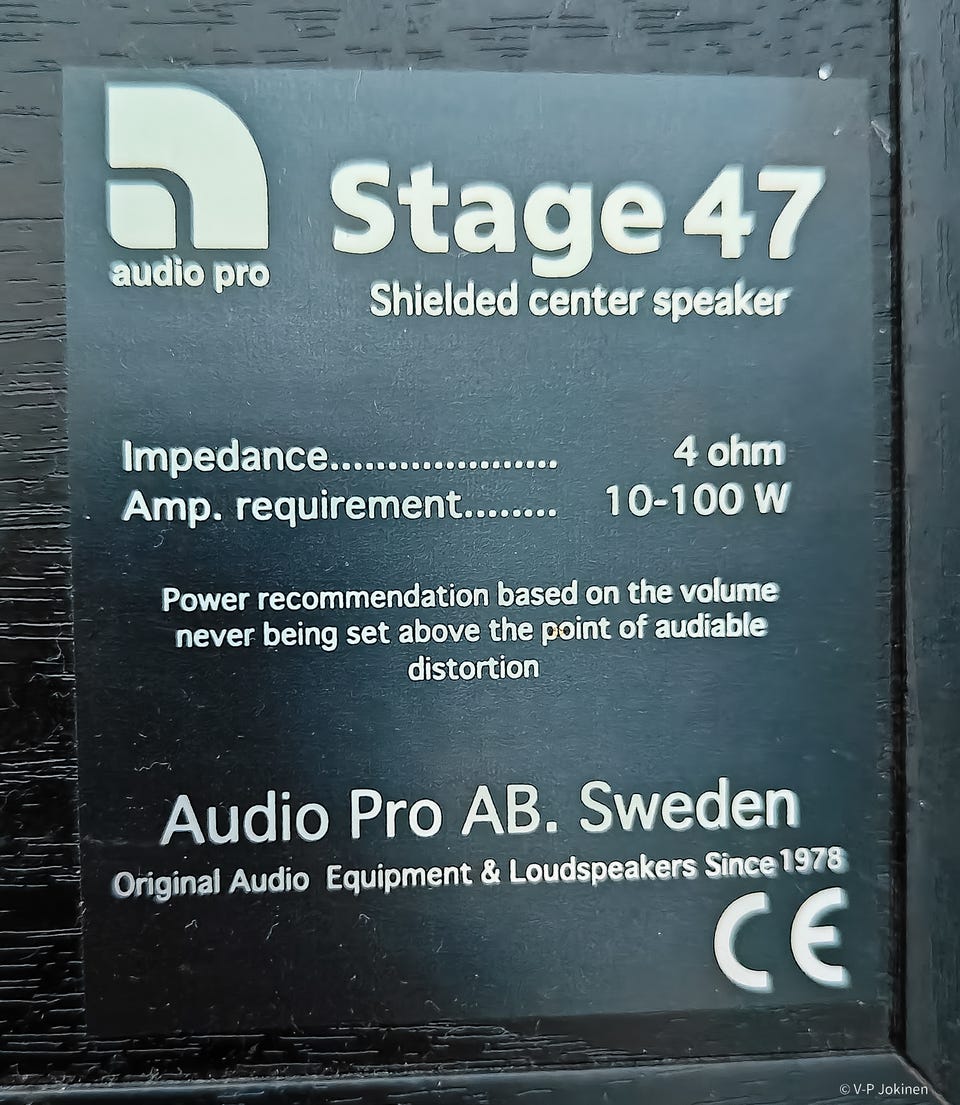 audio pro
Stage 47
Shielded center speaker
Impedance.................... 4 ohm
Amp. requirement........ 10-100 W
Power recommendation based on the volume
never being set above the point of audiable
distortion
Audio Pro AB. Sweden
Original Audio Equipment & Loudspeakers Since 1978
CE
© V-P Jokinen